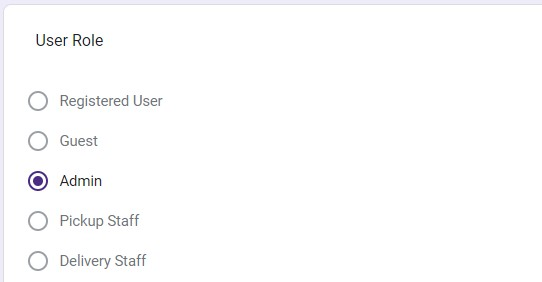 User Role
Registered User
Guest
Admin
Pickup Staff
Delivery Staff